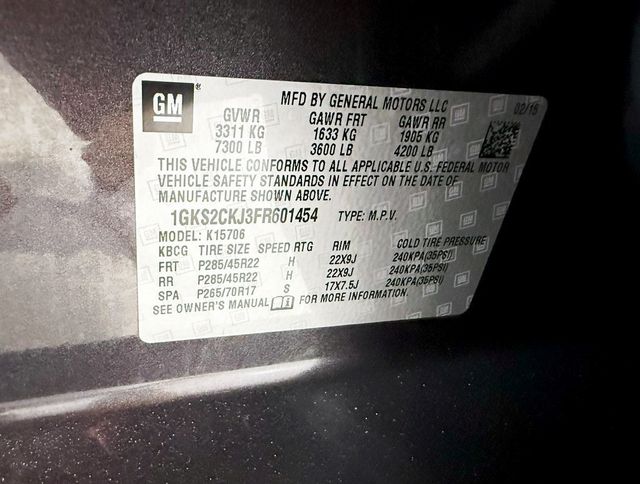 GM ®
MFD BY GENERAL MOTORS LLC 02/15
GVWR GAWR FRT GAWR RR
3311 KG 1633 KG 1905 KG
7300 LB 3600 LB 4200 LB
THIS VEHICLE CONFORMS TO ALL APPLICABLE U.S. FEDERAL MOTOR
VEHICLE SAFETY STANDARDS IN EFFECT ON THE DATE OF
MANUFACTURE SHOWN ABOVE.
1GKS2CKJ3FR601454 TYPE: M.P.V.
MODEL: K15706
KBCG TIRE SIZE SPEED RTG RIM COLD TIRE PRESSURE
FRT P285/45R22 H 22X9J 240KPA(35PSI)
RR P285/45R22 H 22X9J 240KPA(35PSI)
SPA P265/70R17 S 17X7.5J 240KPA(35PSI)
SEE OWNER'S MANUAL FOR MORE INFORMATION.